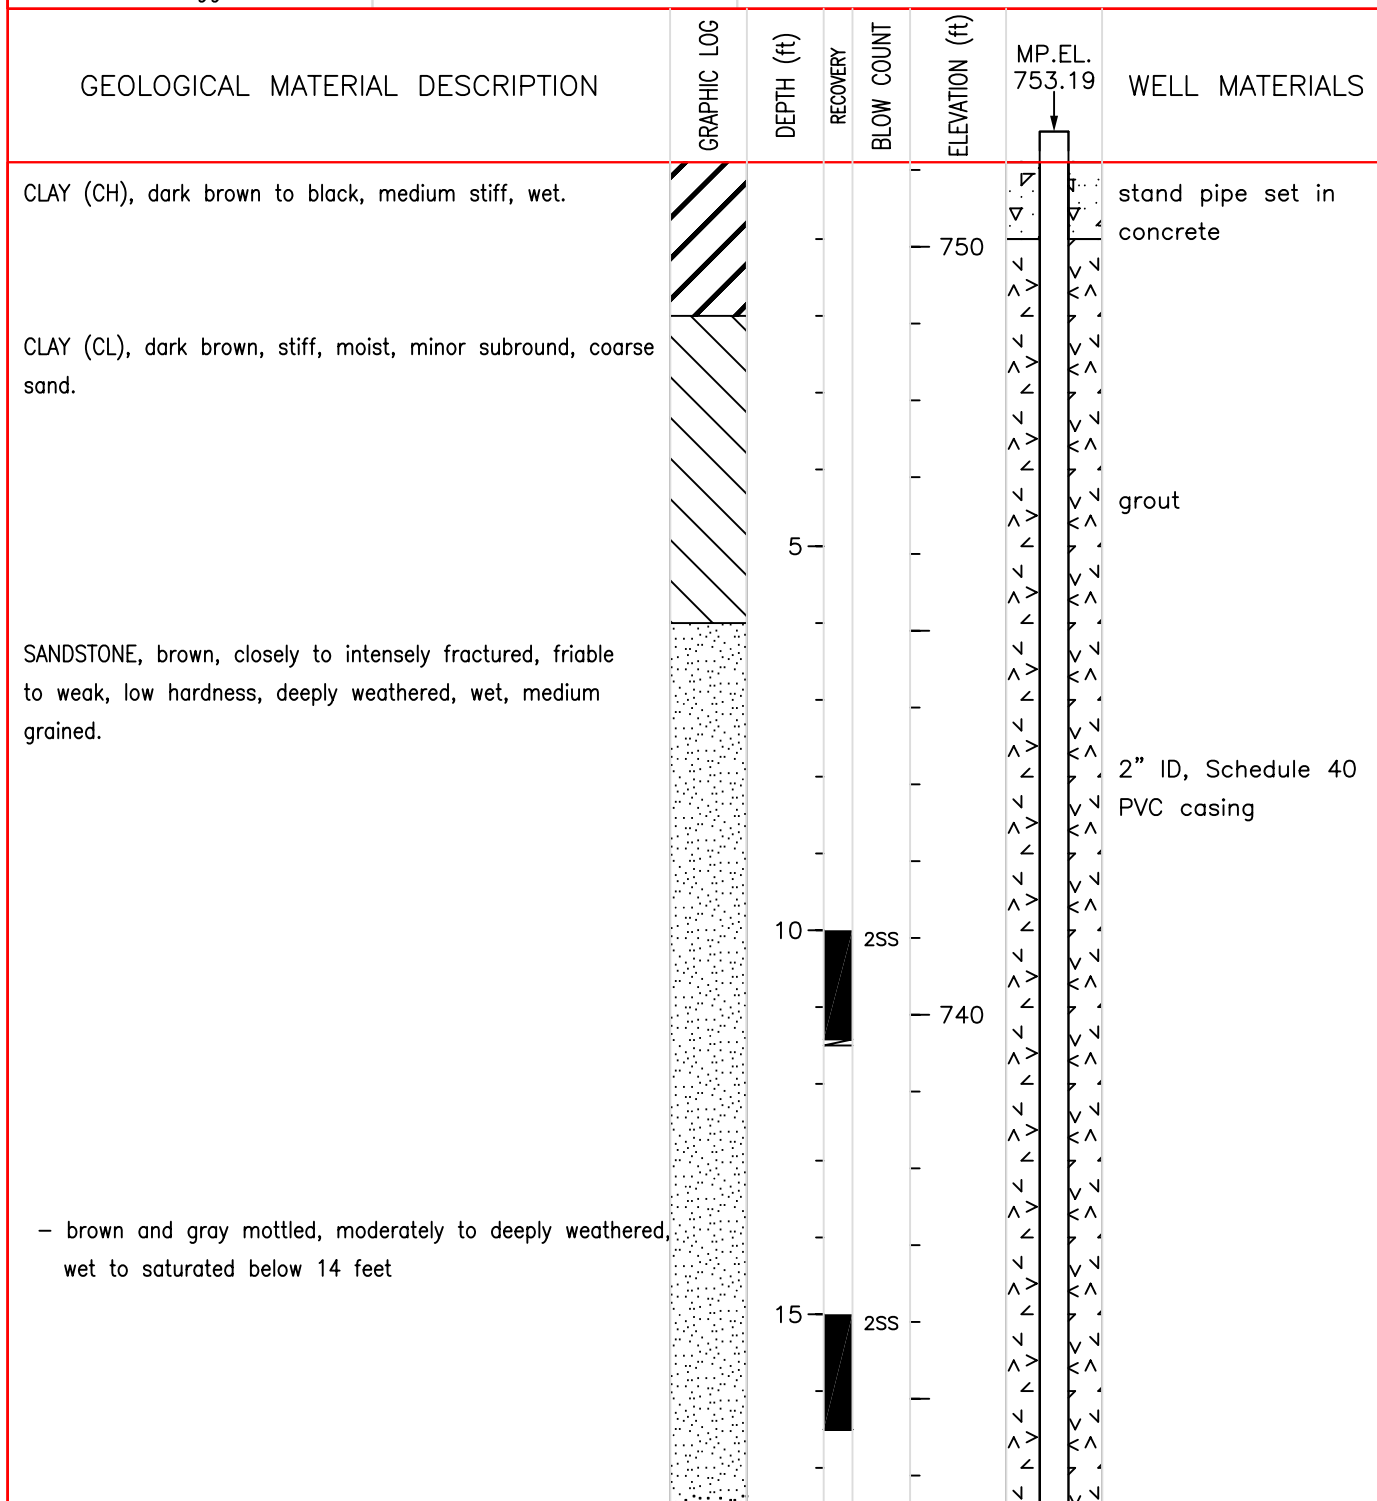 GEOLOGICAL MATERIAL DESCRIPTION
GRAPHIC LOG
DEPTH (ft)
RECOVERY
BLOW COUNT
ELEVATION (ft)
MP.EL.
753.19
WELL MATERIALS
CLAY (CH), dark brown to black, medium stiff, wet.
stand pipe set in
concrete
750
CLAY (CL), dark brown, stiff, moist, minor subround, coarse
sand.
grout
5
SANDSTONE, brown, closely to intensely fractured, friable
to weak, low hardness, deeply weathered, wet, medium
grained.
2” ID, Schedule 40
PVC casing
10
2SS
740
– brown and gray mottled, moderately to deeply weathered,
wet to saturated below 14 feet
15
2SS